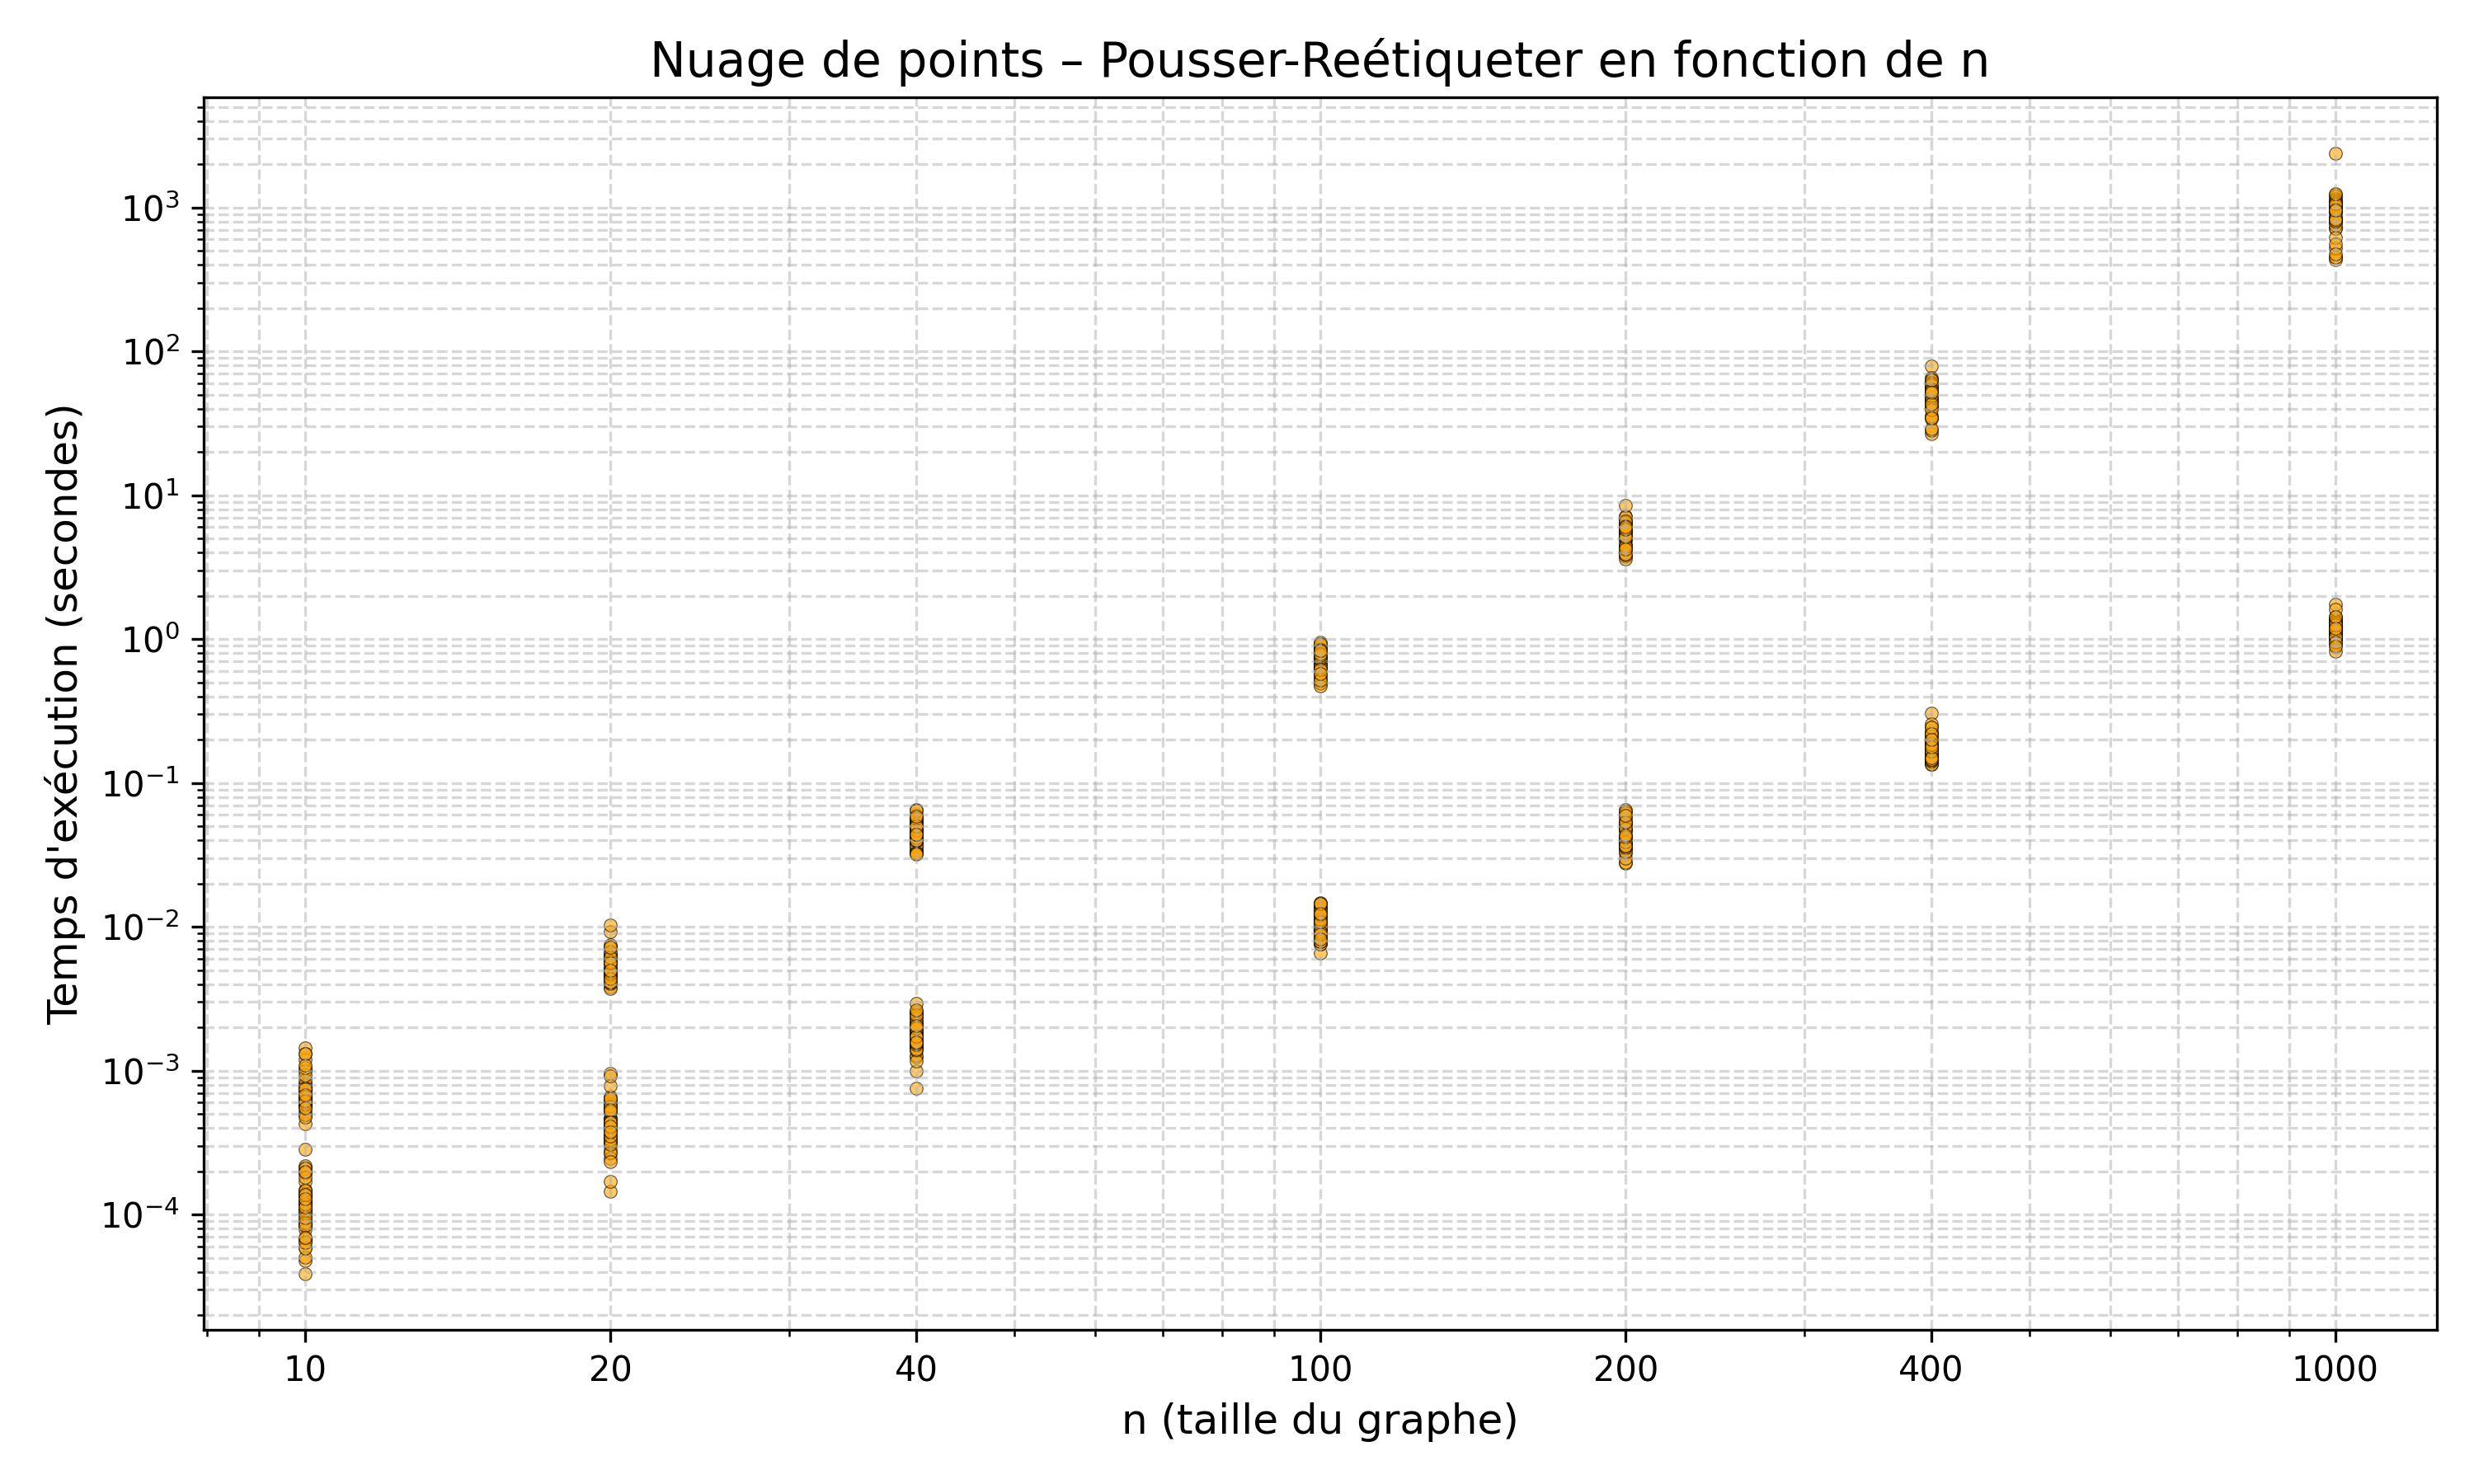 Nuage de points – Pousser-Reétiqueter en fonction de n
Temps d'exécution (secondes)
10³
10²
10¹
10⁰
10⁻¹
10⁻²
10⁻³
10⁻⁴
10 20 40 100 200 400 1000
n (taille du graphe)